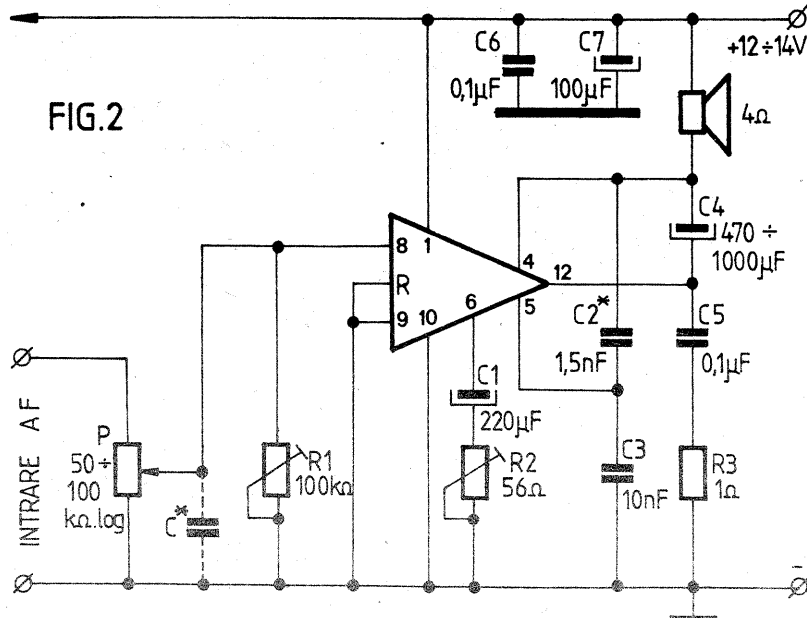 FIG.2
C6
0,1µF
C7
100µF
+12÷14V
4Ω
C4
470÷
1000µF
8
1
4
12
R
9
10
6
5
C2*
1,5nF
C5
0,1µF
C1
220µF
INTRARE AF
P
50÷
100
kΩ.log
C*
R1
100kΩ
R2
56Ω
C3
10nF
R3
1Ω
-